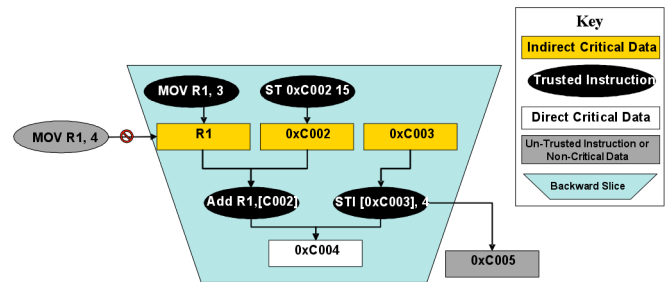 Key
Indirect Critical Data
Trusted Instruction
Direct Critical Data
Un-Trusted Instruction or
Non-Critical Data
Backward Slice
MOV R1, 3
ST 0xC002 15
MOV R1, 4
R1
0xC002
0xC003
Add R1,[C002]
STI [0xC003], 4
0xC004
0xC005